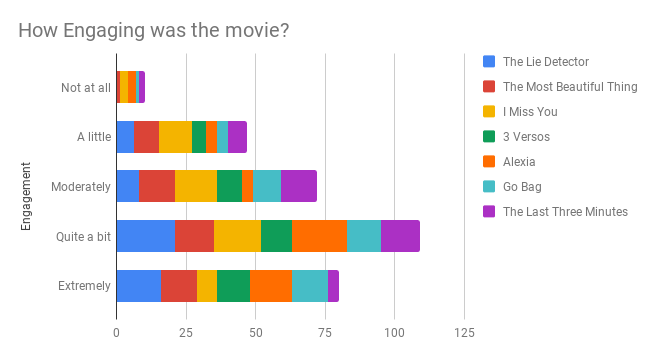 How Engaging was the movie?
Engagement
Not at all
A little
Moderately
Quite a bit
Extremely
0 25 50 75 100 125
The Lie Detector
The Most Beautiful Thing
I Miss You
3 Versos
Alexia
Go Bag
The Last Three Minutes